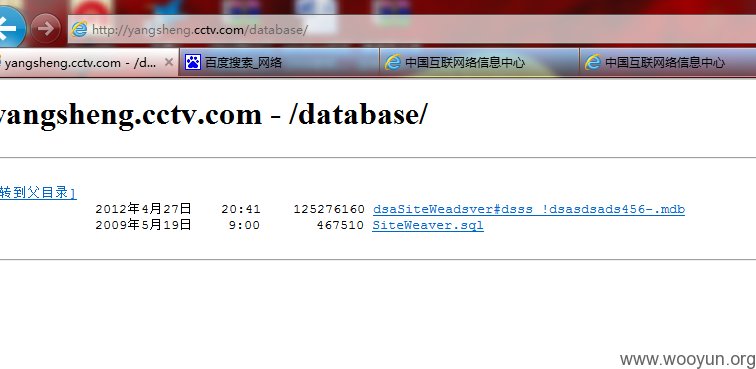 http://yangsheng.cctv.com/database/
yangsheng.cctv.com - /d... × 百度搜索_网络 中国互联网络信息中心 中国互联网络信息中心
yangsheng.cctv.com - /database/
转到父目录]
2012年4月27日 20:41 125276160 dsaSiteWeadsver#dsss !dsasdsads456-.mdb
2009年5月19日 9:00 467510 SiteWeaver.sql
www.wooyun.org